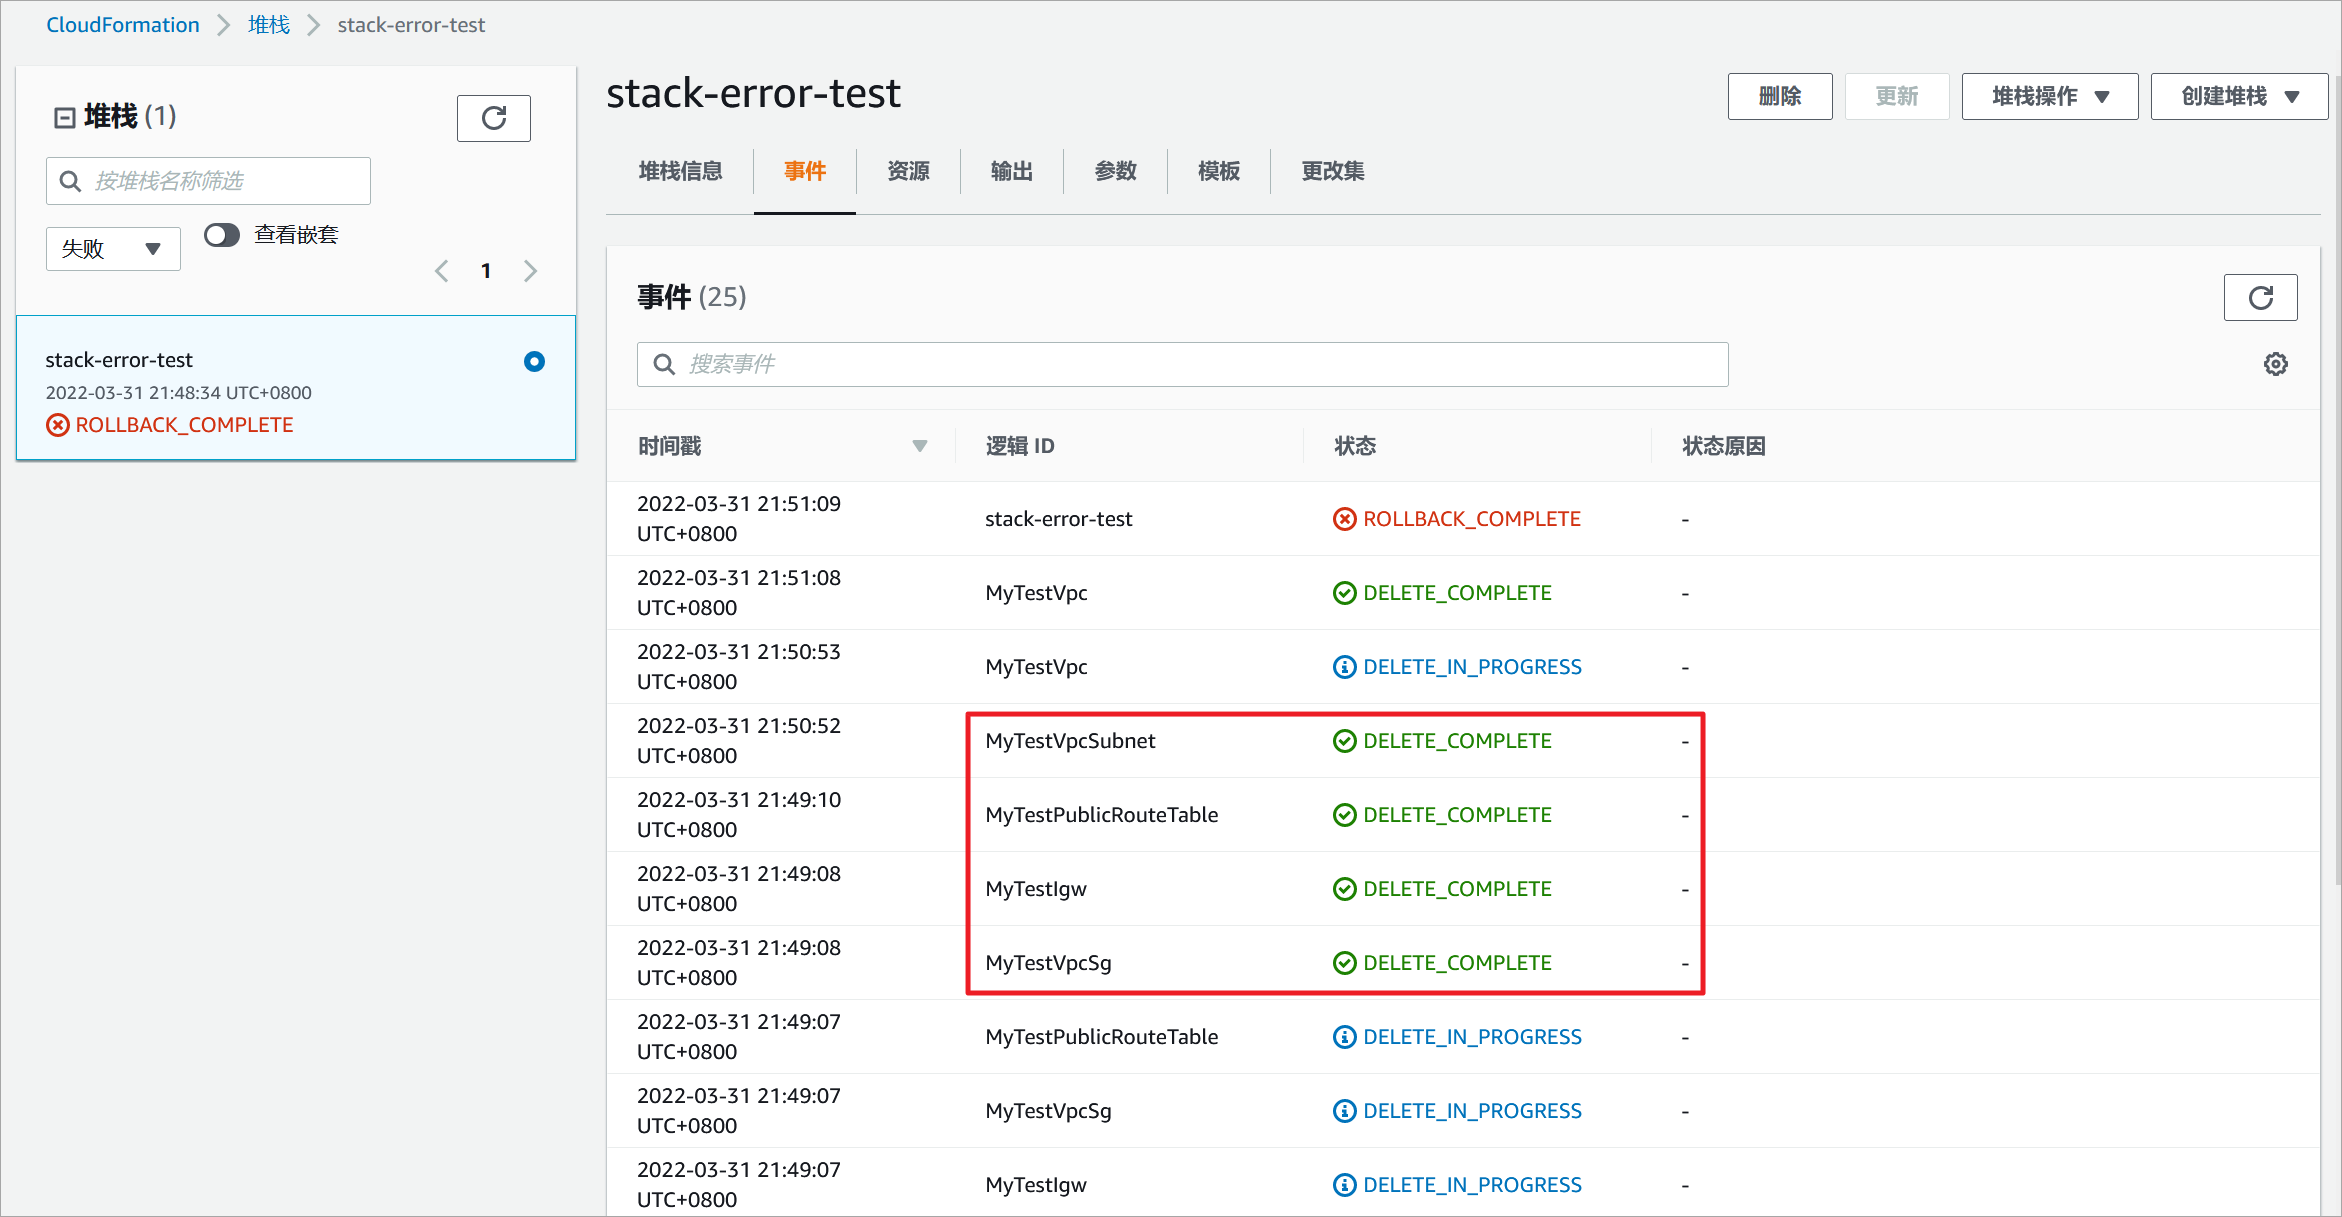 CloudFormation
堆栈
stack-error-test
堆栈 (1)
按堆栈名称筛选
失败
查看嵌套
1
stack-error-test
2022-03-31 21:48:34 UTC+0800
ROLLBACK_COMPLETE
stack-error-test
删除
更新
堆栈操作
创建堆栈
堆栈信息
事件
资源
输出
参数
模板
更改集
事件 (25)
搜索事件
时间戳
逻辑 ID
状态
状态原因
2022-03-31 21:51:09
UTC+0800
stack-error-test
ROLLBACK_COMPLETE
-
2022-03-31 21:51:08
UTC+0800
MyTestVpc
DELETE_COMPLETE
-
2022-03-31 21:50:53
UTC+0800
MyTestVpc
DELETE_IN_PROGRESS
-
2022-03-31 21:50:52
UTC+0800
MyTestVpcSubnet
DELETE_COMPLETE
-
2022-03-31 21:49:10
UTC+0800
MyTestPublicRouteTable
DELETE_COMPLETE
-
2022-03-31 21:49:08
UTC+0800
MyTestIgw
DELETE_COMPLETE
-
2022-03-31 21:49:08
UTC+0800
MyTestVpcSg
DELETE_COMPLETE
-
2022-03-31 21:49:07
UTC+0800
MyTestPublicRouteTable
DELETE_IN_PROGRESS
-
2022-03-31 21:49:07
UTC+0800
MyTestVpcSg
DELETE_IN_PROGRESS
-
2022-03-31 21:49:07
UTC+0800
MyTestIgw
DELETE_IN_PROGRESS
-